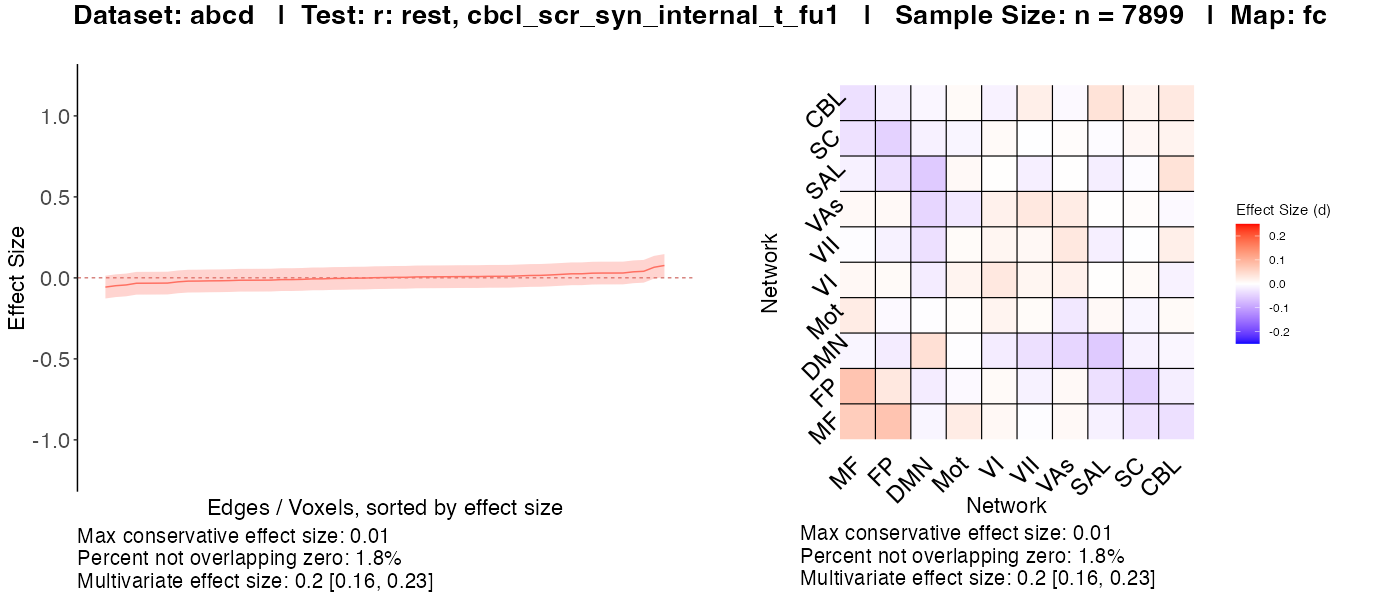 Dataset: abcd | Test: r: rest, cbcl_scr_syn_internal_t_fu1 | Sample Size: n = 7899 | Map: fc
Effect Size
1.0
0.5
0.0
-0.5
-1.0
Edges / Voxels, sorted by effect size
Max conservative effect size: 0.01
Percent not overlapping zero: 1.8%
Multivariate effect size: 0.2 [0.16, 0.23]
Network
CBL
SC
SAL
VAs
VII
VI
Mot
DMN
FP
MF
MF
FP
DMN
Mot
VI
VII
VAs
SAL
SC
CBL
Network
Max conservative effect size: 0.01
Percent not overlapping zero: 1.8%
Multivariate effect size: 0.2 [0.16, 0.23]
Effect Size (d)
0.2
0.1
0.0
-0.1
-0.2